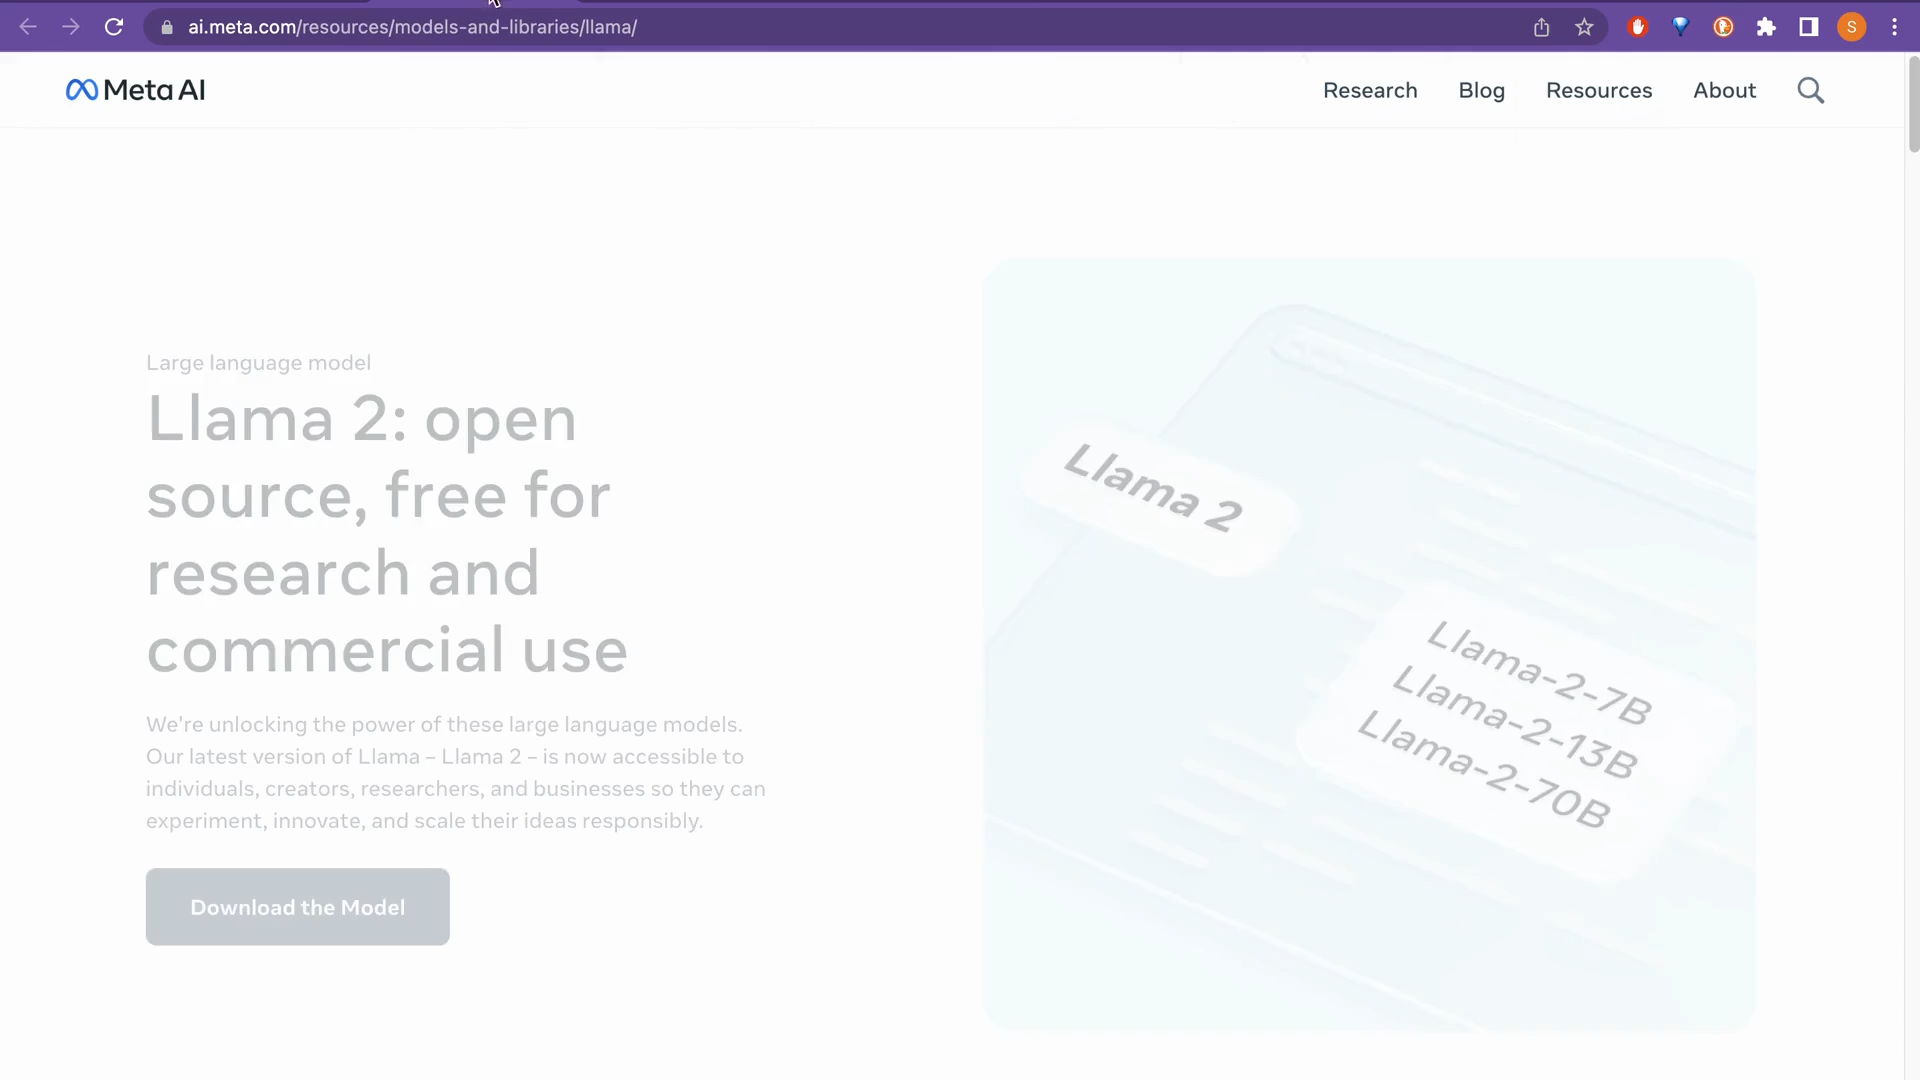 ai.meta.com/resources/models-and-libraries/llama/
S
Meta AI
Research
Blog
Resources
About
Large language model
Llama 2: open
source, free for
research and
commercial use
We're unlocking the power of these large language models.
Our latest version of Llama – Llama 2 – is now accessible to
individuals, creators, researchers, and businesses so they can
experiment, innovate, and scale their ideas responsibly.
Download the Model
Llama 2
Llama-2-7B
Llama-2-13B
Llama-2-70B